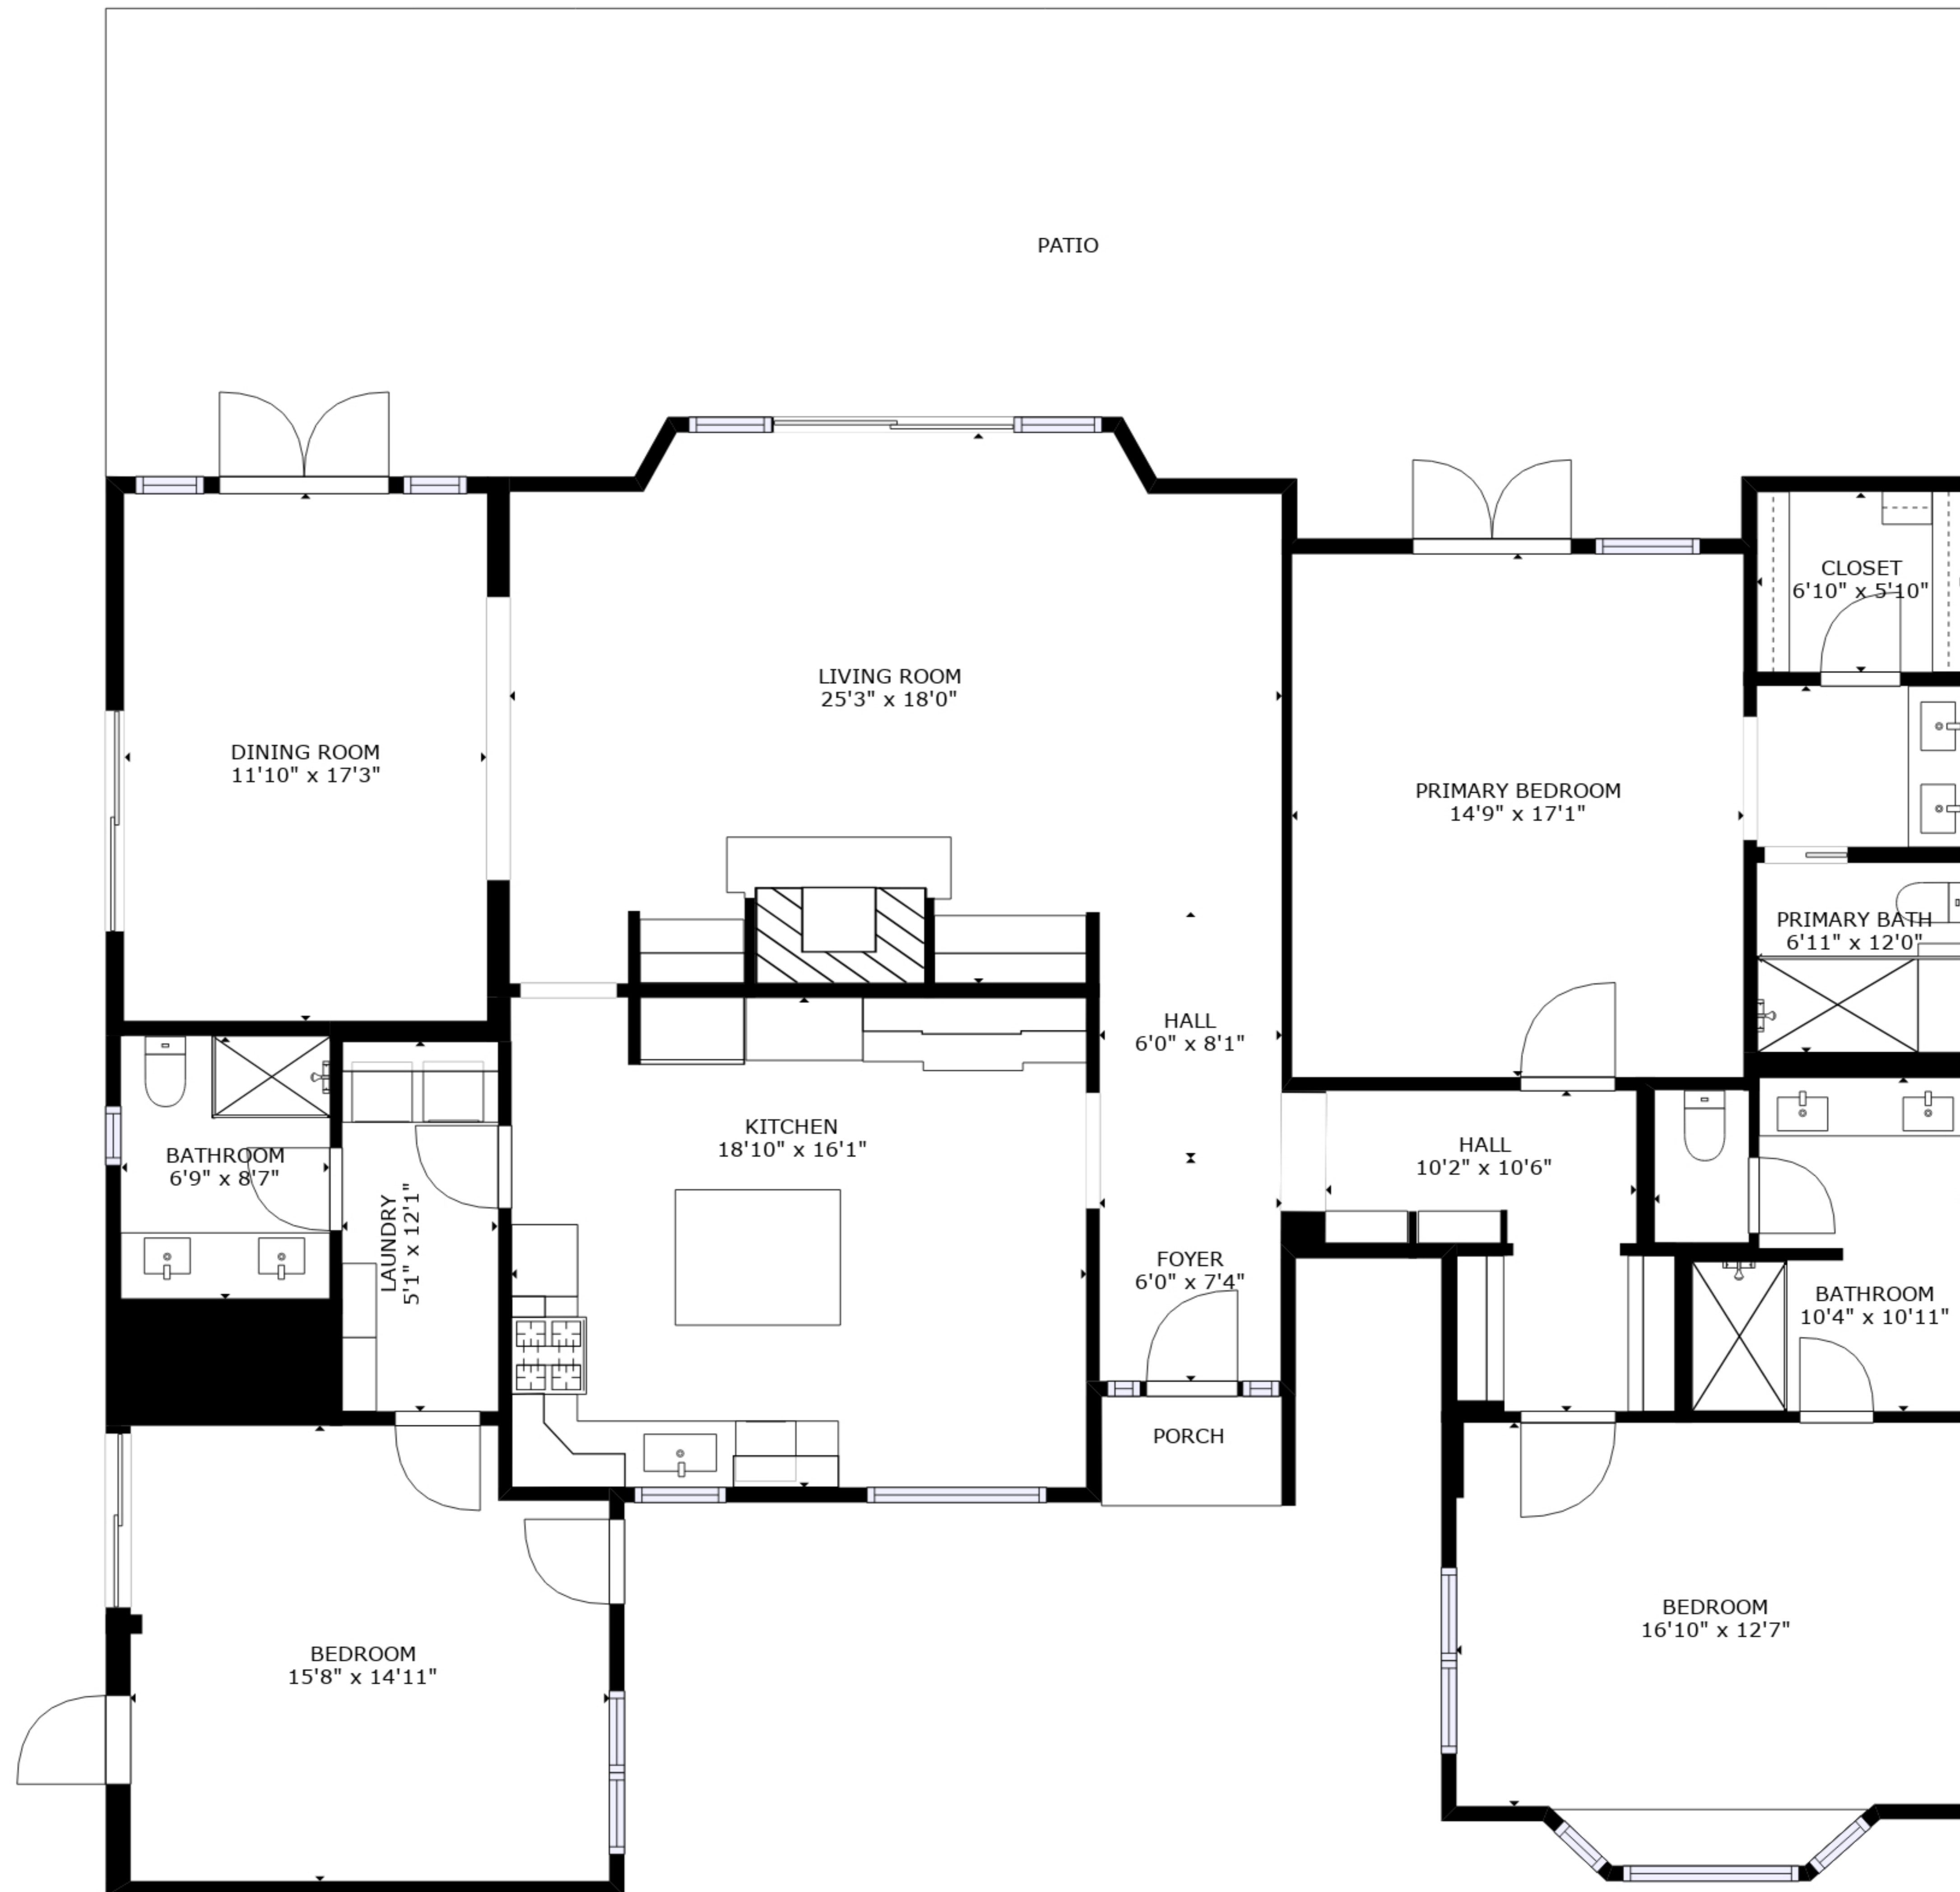 PATIO
CLOSET
6'10" x 5'10"
LIVING ROOM
25'3" x 18'0"
DINING ROOM
11'10" x 17'3"
PRIMARY BEDROOM
14'9" x 17'1"
PRIMARY BATH
6'11" x 12'0"
HALL
6'0" x 8'1"
KITCHEN
18'10" x 16'1"
HALL
10'2" x 10'6"
BATHROOM
6'9" x 8'7"
LAUNDRY
5'1" x 12'1"
FOYER
6'0" x 7'4"
BATHROOM
10'4" x 10'11"
PORCH
BEDROOM
16'10" x 12'7"
BEDROOM
15'8" x 14'11"